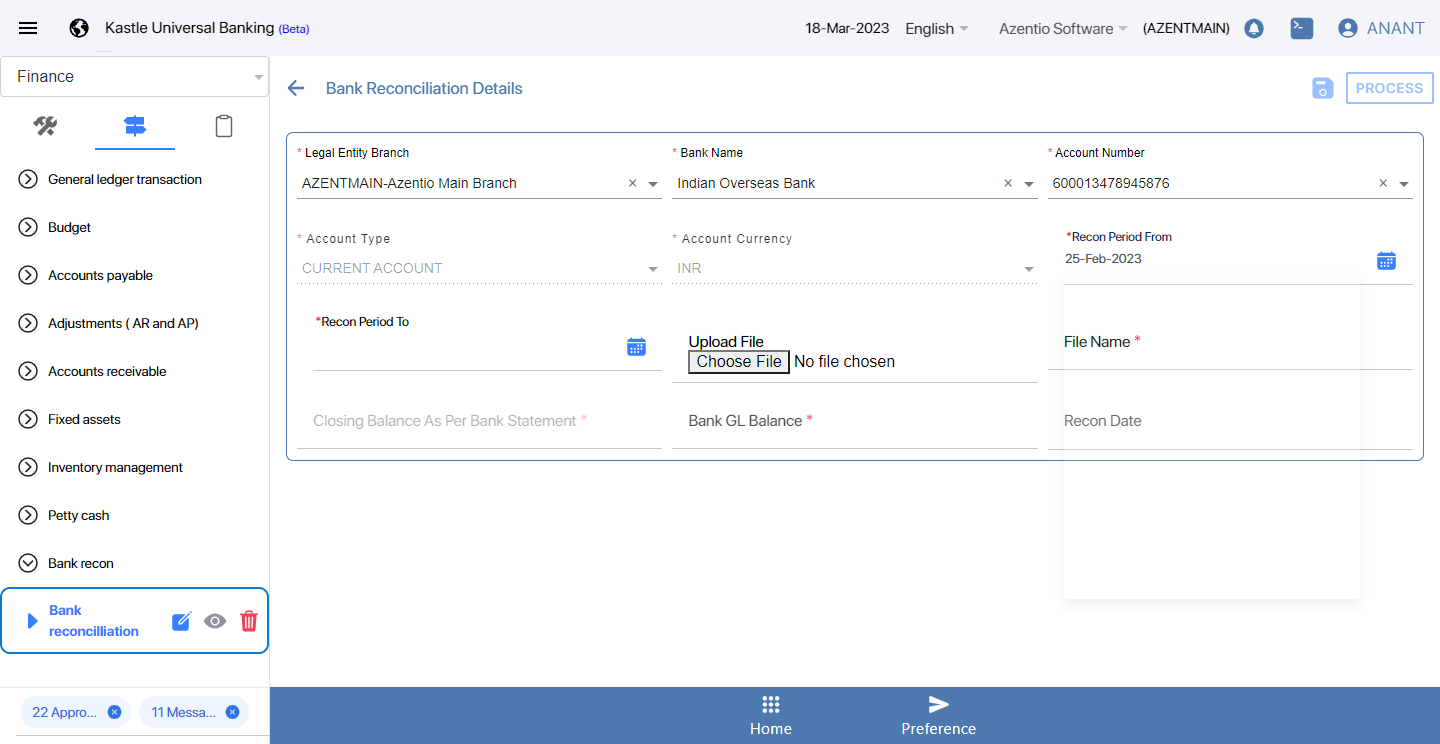 Kastle Universal Banking (Beta)
18-Mar-2023
English
Azentio Software
(AZENTMAIN)
ANANT
Finance
General ledger transaction
Budget
Accounts payable
Adjustments ( AR and AP)
Accounts receivable
Fixed assets
Inventory management
Petty cash
Bank recon
Bank
reconcilliation
22 Appro...
11 Messa...
Bank Reconciliation Details
PROCESS
* Legal Entity Branch
AZENTMAIN-Azentio Main Branch
* Bank Name
Indian Overseas Bank
* Account Number
600013478945876
* Account Type
CURRENT ACCOUNT
* Account Currency
INR
*Recon Period From
25-Feb-2023
*Recon Period To
Upload File
Choose File No file chosen
File Name *
Closing Balance As Per Bank Statement *
Bank GL Balance *
Recon Date
Home
Preference